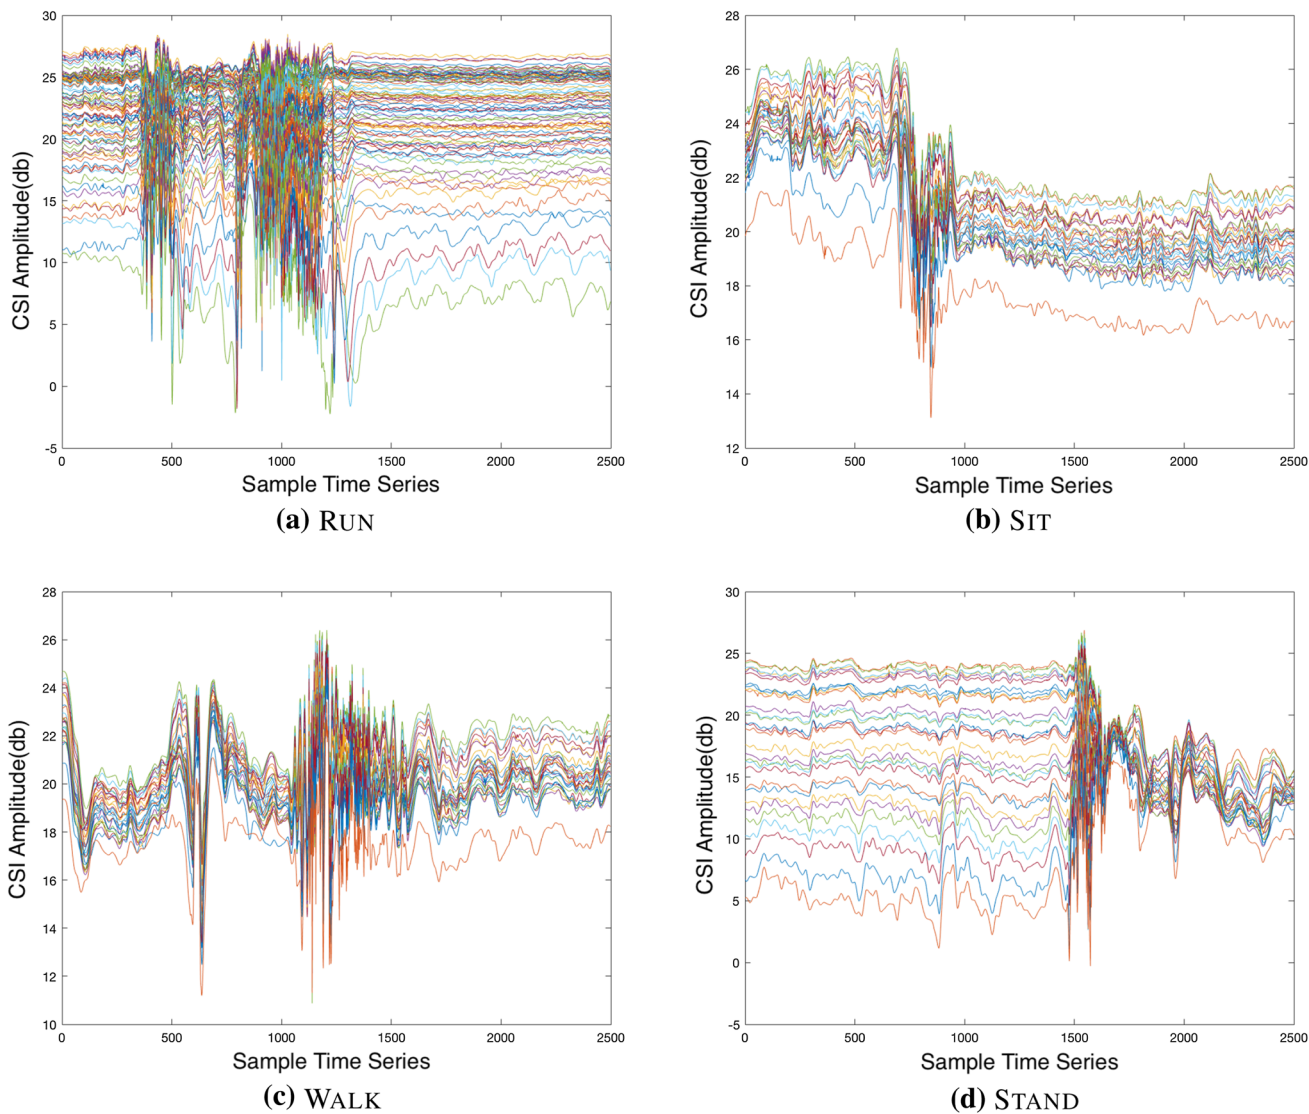 30
25
20
15
10
5
0
-5
CSI Amplitude(db)
0 500 1000 1500 2000 2500
Sample Time Series
(a) RUN
28
26
24
22
20
18
16
14
12
CSI Amplitude(db)
0 500 1000 1500 2000 2500
Sample Time Series
(b) SIT
28
26
24
22
20
18
16
14
12
10
CSI Amplitude(db)
0 500 1000 1500 2000 2500
Sample Time Series
(c) WALK
30
25
20
15
10
5
0
-5
CSI Amplitude(db)
0 500 1000 1500 2000 2500
Sample Time Series
(d) STAND